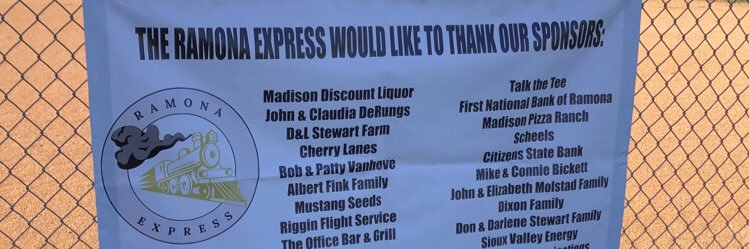 THE RAMONA EXPRESS WOULD LIKE TO THANK OUR SPONSORS:
RAMONA
EXPRESS
Madison Discount Liquor
John & Claudia DeRungs
D&L Stewart Farm
Cherry Lanes
Bob & Patty Vanhove
Albert Fink Family
Mustang Seeds
Riggin Flight Service
The Office Bar & Grill
Talk the Tee
First National Bank of Ramona
Madison Pizza Ranch
Scheels
Citizens State Bank
Mike & Connie Bickett
John & Elizabeth Molstad Family
Dixon Family
Don & Darlene Stewart Family
Sioux Valley Energy